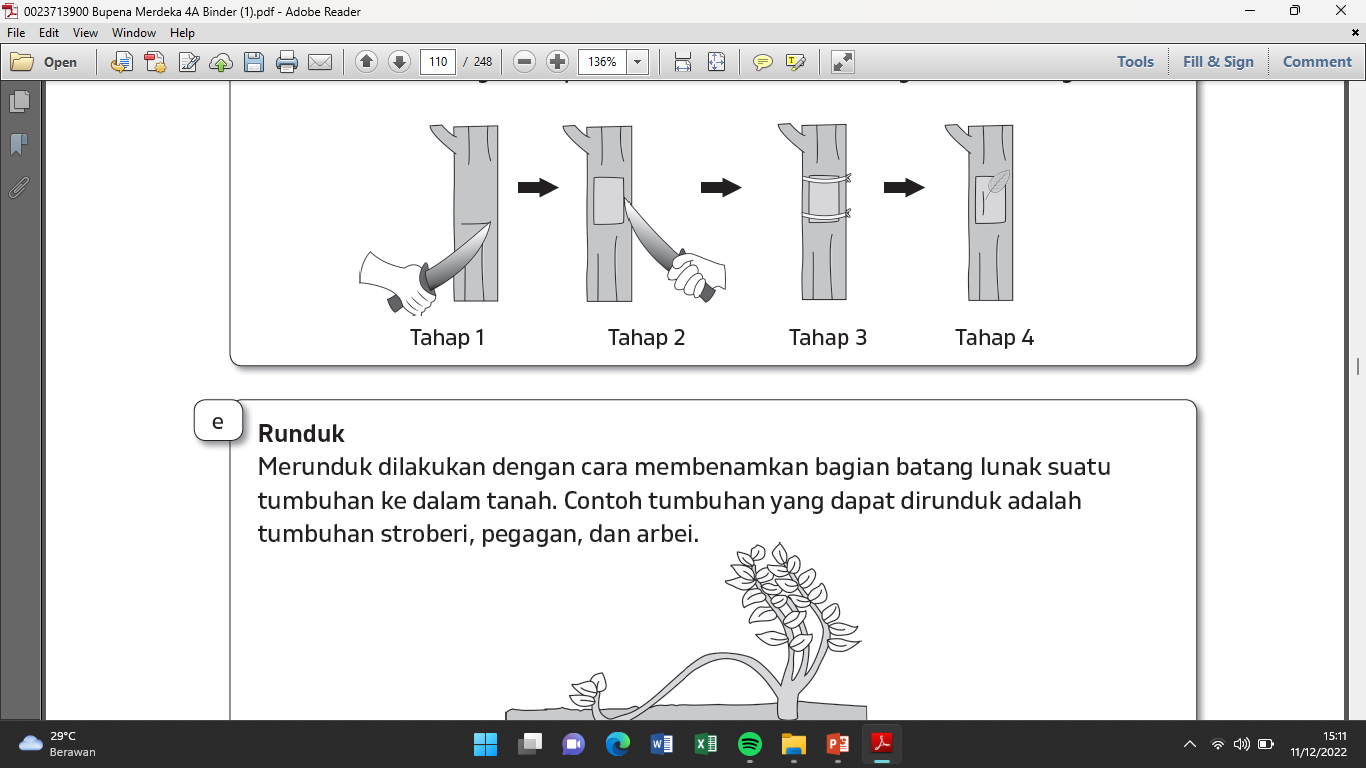 0023713900 Bupena Merdeka 4A Binder (1).pdf - Adobe Reader
File Edit View Window Help
Open 110 / 248 136% Tools Fill & Sign Comment
Tahap 1 Tahap 2 Tahap 3 Tahap 4
e
Runduk
Merunduk dilakukan dengan cara membenamkan bagian batang lunak suatu
tumbuhan ke dalam tanah. Contoh tumbuhan yang dapat dirunduk adalah
tumbuhan stroberi, pegagan, dan arbei.
29°C
Berawan
15:11
11/12/2022